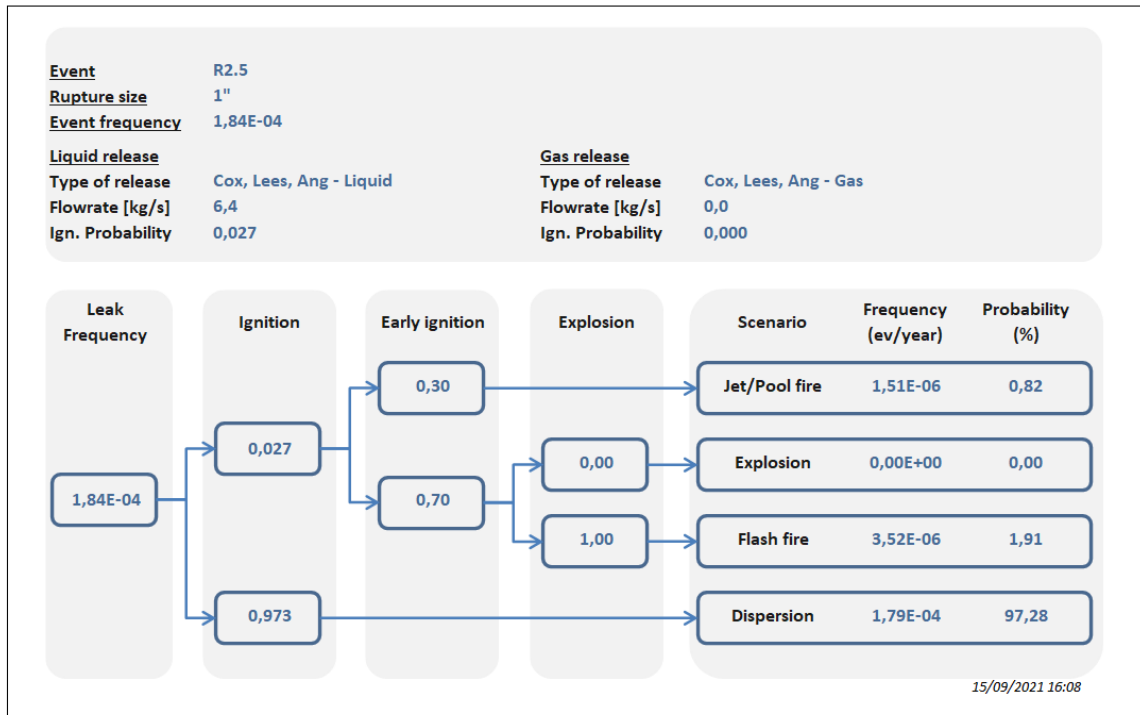 Event R2.5
Rupture size 1"
Event frequency 1,84E-04
Liquid release Gas release
Type of release Cox, Lees, Ang - Liquid Type of release Cox, Lees, Ang - Gas
Flowrate [kg/s] 6,4 Flowrate [kg/s] 0,0
Ign. Probability 0,027 Ign. Probability 0,000
Leak Frequency Ignition Early ignition Explosion Scenario Frequency (ev/year) Probability (%)
0,30 Jet/Pool fire 1,51E-06 0,82
0,027 0,00 Explosion 0,00E+00 0,00
1,84E-04 0,70
1,00 Flash fire 3,52E-06 1,91
0,973 Dispersion 1,79E-04 97,28
15/09/2021 16:08